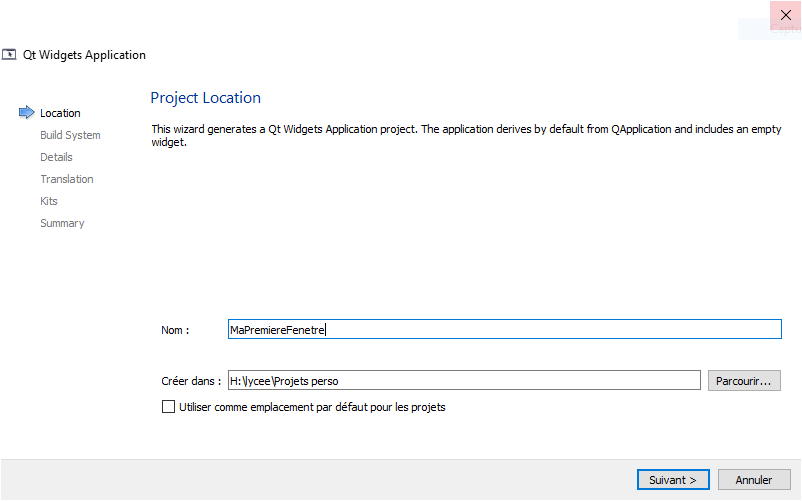 Qt Widgets Application
Location
Build System
Details
Translation
Kits
Summary
Project Location
This wizard generates a Qt Widgets Application project. The application derives by default from QApplication and includes an empty
widget.
Nom :
MaPremiereFenetre
Créer dans :
H:\lycee\Projets perso
Parcourir...
Utiliser comme emplacement par défaut pour les projets
Suivant >
Annuler